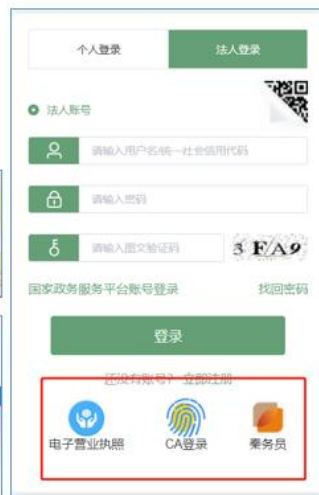 个人登录
法人登录
法人账号
请输入用户名/统一社会信用代码
请输入密码
请输入图文验证码
3 EA9
国家政务服务平台账号登录
找回密码
登录
还没有账号？ 立即注册
电子营业执照
CA登录
秦务员